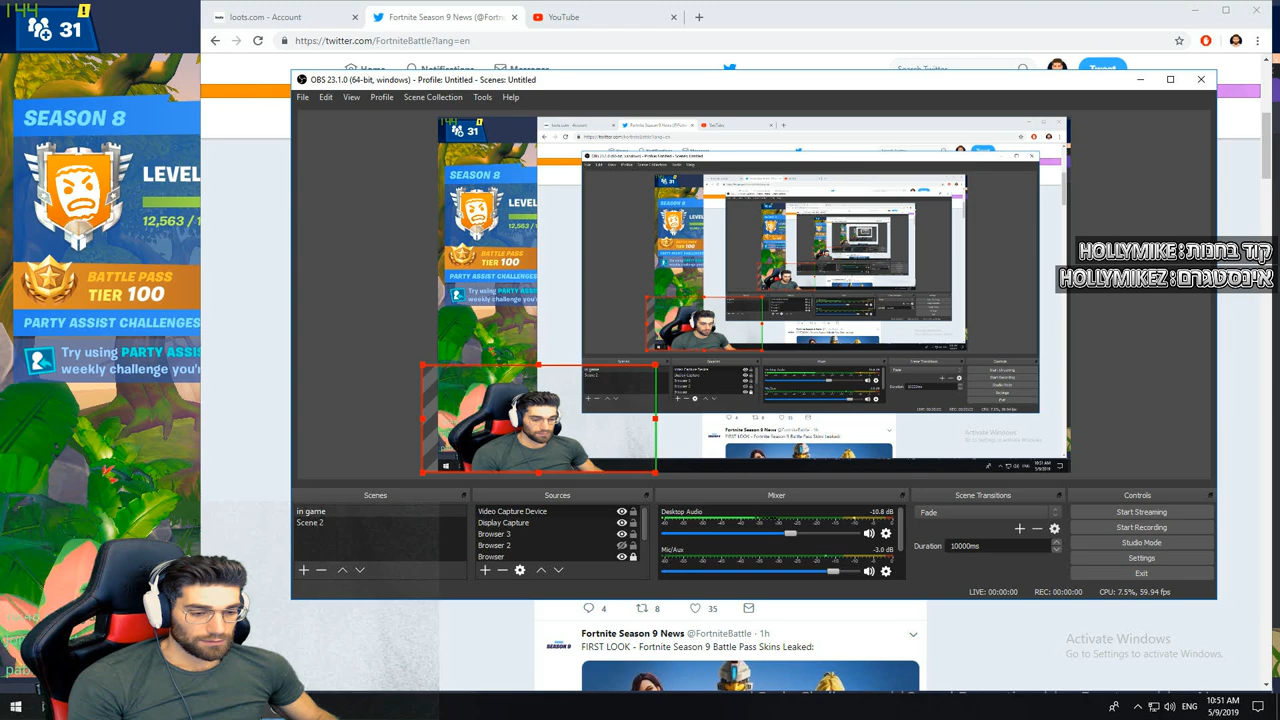 144
31
!
SEASON 8
LEVEL
12,563 /
BATTLE PASS
TIER 100
PARTY ASSIST CHALLENGES
Try using PARTY ASSIS
weekly challenge you'
loots.com - Account
Fortnite Season 9 News (@Fortn
YouTube
https://twitter.com/FortniteBattle?lang=en
OBS 23.1.0 (64-bit, windows) - Profile: Untitled - Scenes: Untitled
File Edit View Profile Scene Collection Tools Help
קוד בחנות: HOLLYMIKE
אינסטגרם: HOLLYMIKEZ
Scenes
in game
Scene 2
Sources
Video Capture Device
Display Capture
Browser 3
Browser 2
Browser
Mixer
Desktop Audio -10.8 dB
Mic/Aux -3.0 dB
Scene Transitions
Fade
Duration 10000ms
Controls
Start Streaming
Start Recording
Studio Mode
Settings
Exit
LIVE: 00:00:00 REC: 00:00:00 CPU: 7.5%, 59.94 fps
4 8 35
Fortnite Season 9 News @FortniteBattle · 1h
FIRST LOOK - Fortnite Season 9 Battle Pass Skins Leaked:
Activate Windows
Go to Settings to activate Windows.
ENG
10:51 AM
5/9/2019